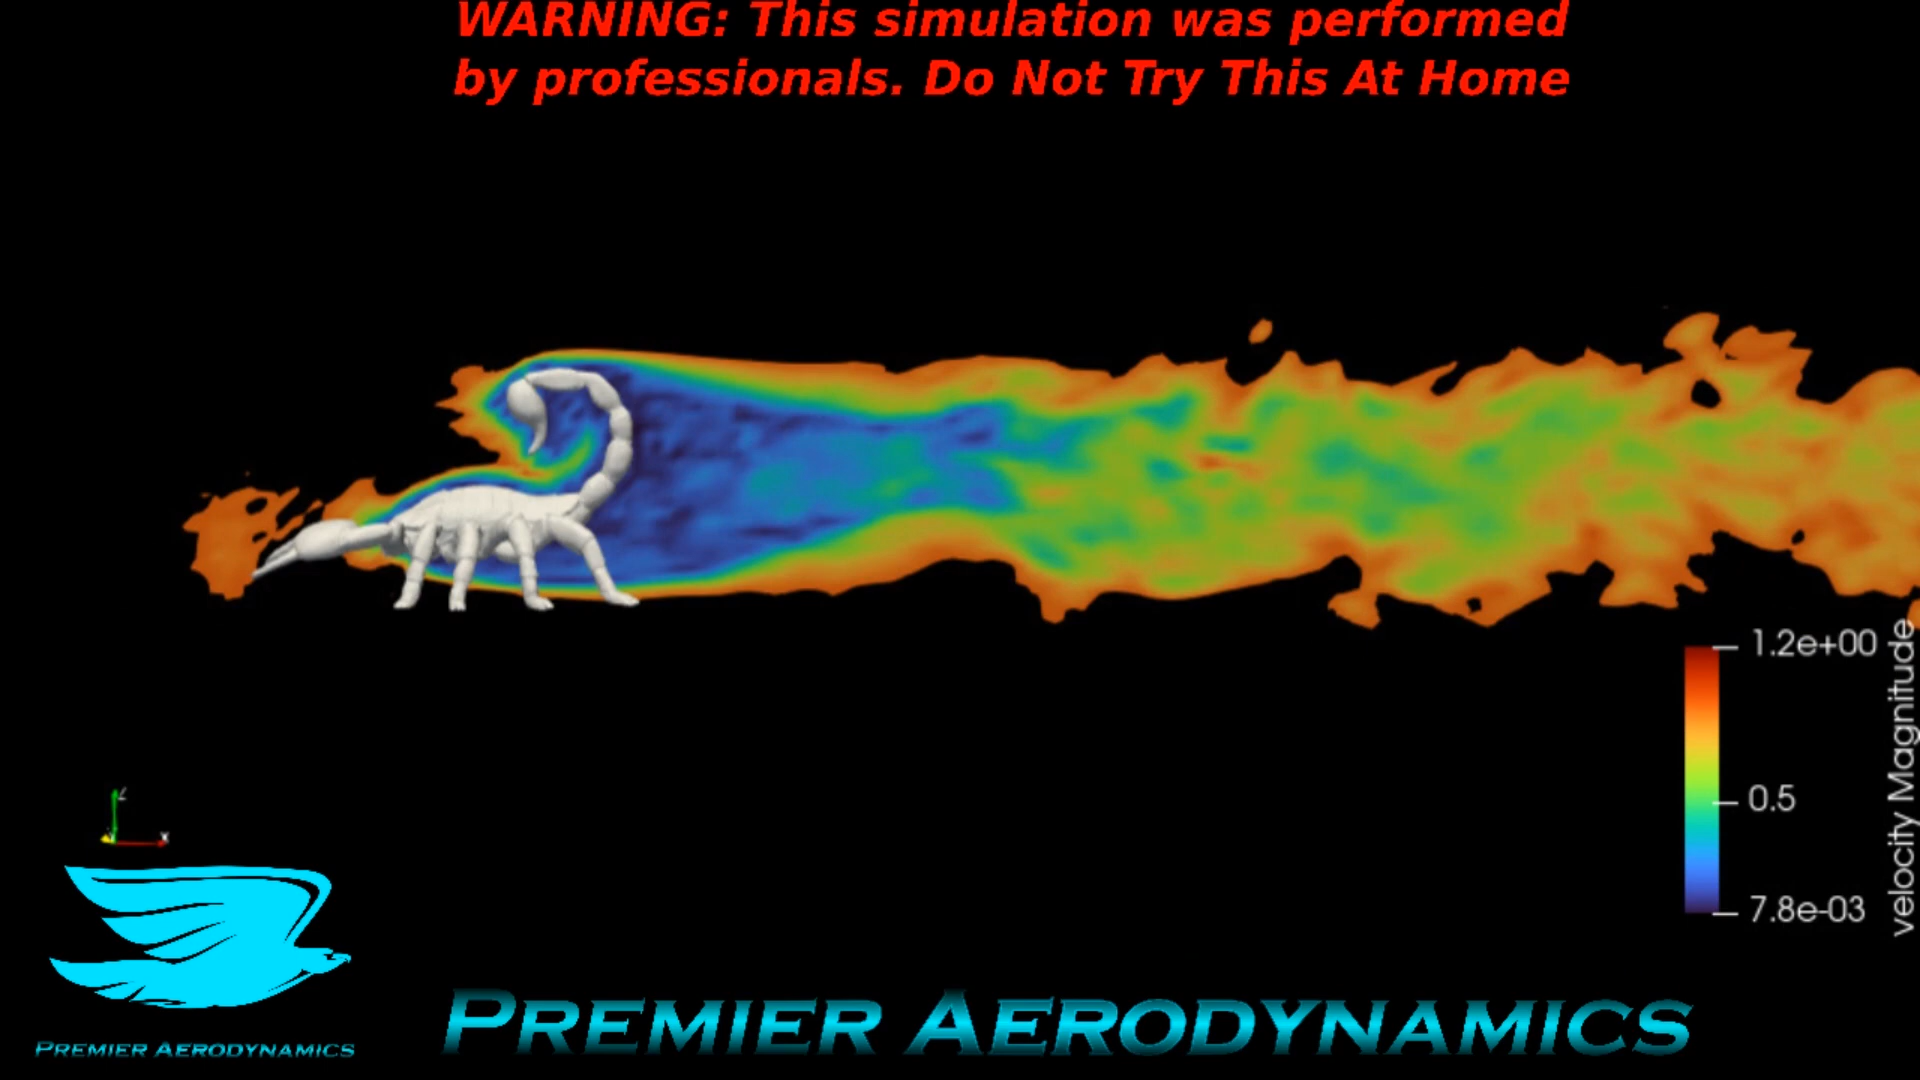 WARNING: This simulation was performed
by professionals. Do Not Try This At Home
1.2e+00
0.5
7.8e-03
velocity Magnitude
PREMIER AERODYNAMICS
PREMIER AERODYNAMICS